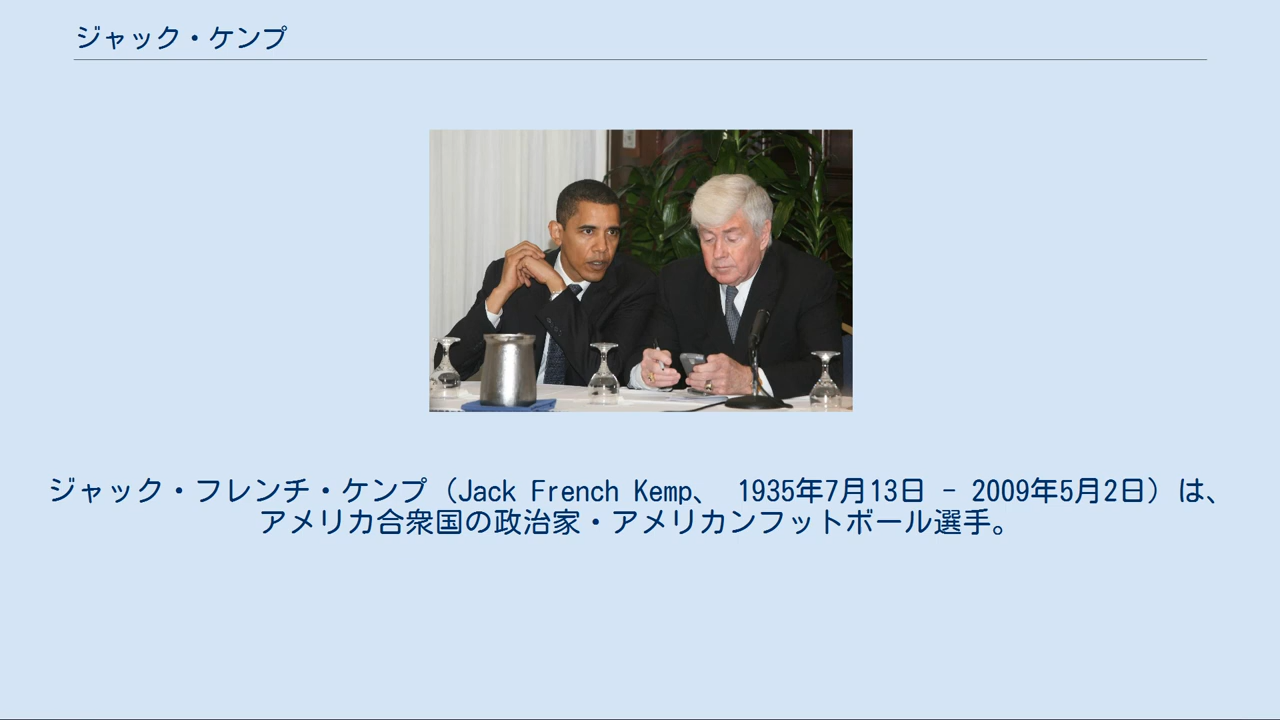 ジャック・ケンプ
ジャック・フレンチ・ケンプ（Jack French Kemp、 1935年7月13日 - 2009年5月2日）は、
アメリカ合衆国の政治家・アメリカンフットボール選手。